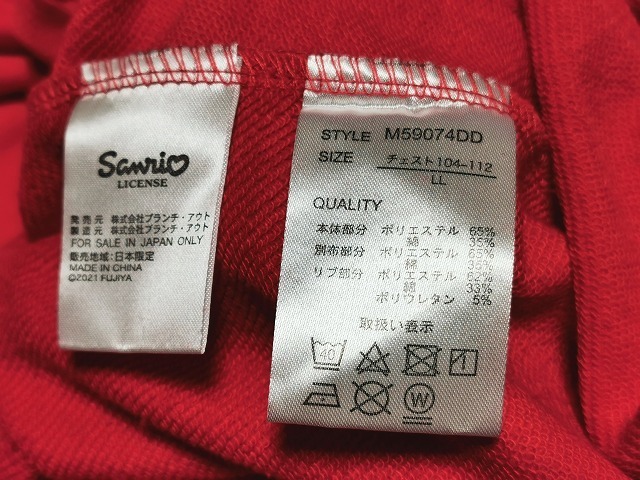 Sanrio
LICENSE
発売元 株式会社ブランチ・アウト
製造元 株式会社ブランチ・アウト
FOR SALE IN JAPAN ONLY
販売地域:日本限定
MADE IN CHINA
©2021 FUJIYA
STYLE M59074DD
SIZE チェスト104-112
LL
QUALITY
本体部分 ポリエステル 65%
綿 35%
別布部分 ポリエステル 65%
綿 35%
リブ部分 ポリエステル 62%
綿 33%
ポリウレタン 5%
取扱い表示
40
W